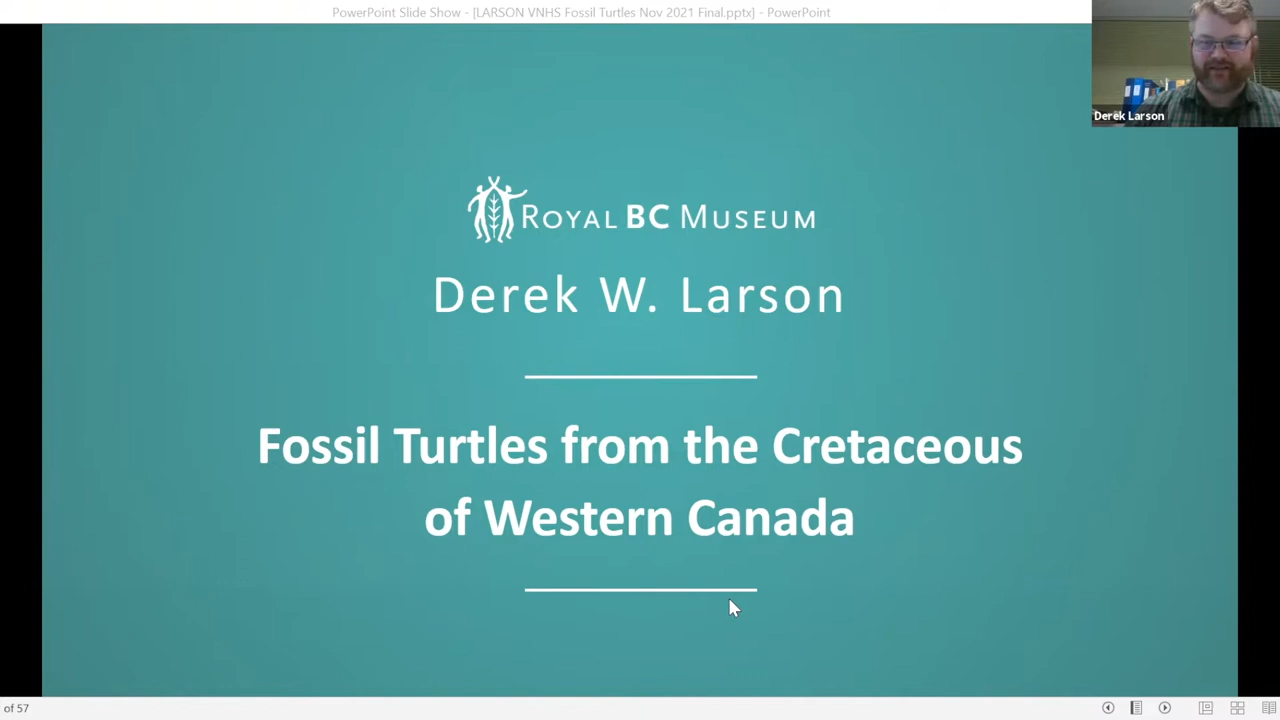 PowerPoint Slide Show - [LARSON VNHS Fossil Turtles Nov 2021 Final.pptx] - PowerPoint
Derek Larson
ROYAL BC MUSEUM
Derek W. Larson
Fossil Turtles from the Cretaceous
of Western Canada
of 57